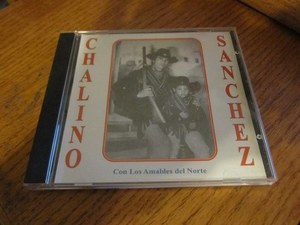 CHALINO
SANCHEZ
Con Los Amables del Norte